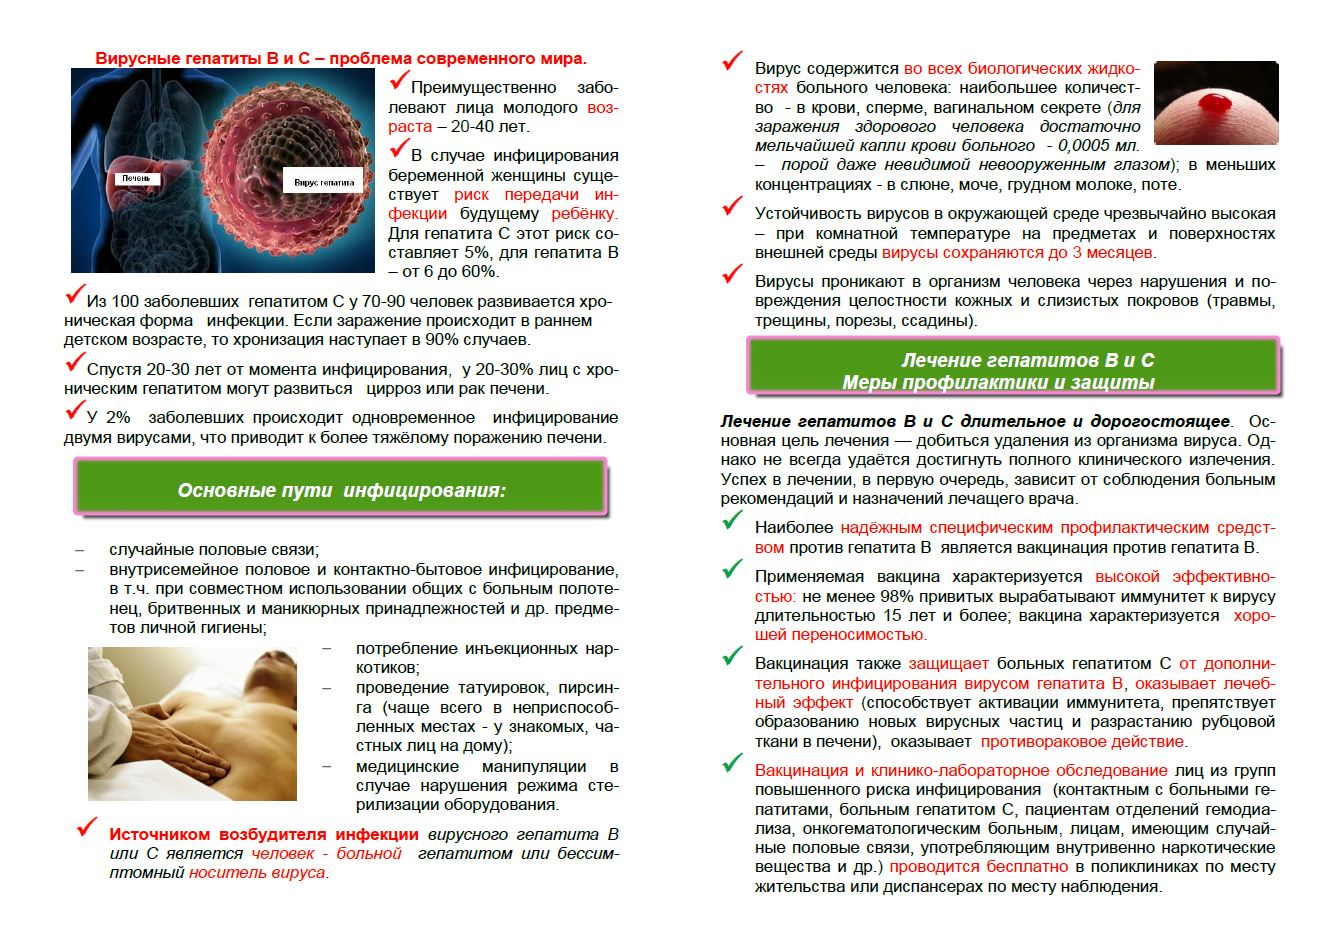 Вирусные гепатиты В и С – проблема современного мира.
Печень
Вирус гепатита
Преимущественно забо-
левают лица молодого воз-
раста – 20-40 лет.
В случае инфицирования
беременной женщины суще-
ствует риск передачи ин-
фекции будущему ребёнку.
Для гепатита С этот риск со-
ставляет 5%, для гепатита В
– от 6 до 60%.
Из 100 заболевших гепатитом С у 70-90 человек развивается хро-
ническая форма инфекции. Если заражение происходит в раннем
детском возрасте, то хронизация наступает в 90% случаев.
Спустя 20-30 лет от момента инфицирования, у 20-30% лиц с хро-
ническим гепатитом могут развиться цирроз или рак печени.
У 2% заболевших происходит одновременное инфицирование
двумя вирусами, что приводит к более тяжёлому поражению печени.
Основные пути инфицирования:
– случайные половые связи;
– внутрисемейное половое и контактно-бытовое инфицирование,
в т.ч. при совместном использовании общих с больным полоте-
нец, бритвенных и маникюрных принадлежностей и др. предме-
тов личной гигиены;
– потребление инъекционных нар-
котиков;
– проведение татуировок, пирсин-
га (чаще всего в неприспособ-
ленных местах - у знакомых, ча-
стных лиц на дому);
– медицинские манипуляции в
случае нарушения режима сте-
рилизации оборудования.
Источником возбудителя инфекции вирусного гепатита В
или С является человек - больной гепатитом или бессим-
птомный носитель вируса.
Вирус содержится во всех биологических жидко-
стях больного человека: наибольшее количест-
во - в крови, сперме, вагинальном секрете (для
заражения здорового человека достаточно
мельчайшей капли крови больного - 0,0005 мл.
– порой даже невидимой невооруженным глазом); в меньших
концентрациях - в слюне, моче, грудном молоке, поте.
Устойчивость вирусов в окружающей среде чрезвычайно высокая
– при комнатной температуре на предметах и поверхностях
внешней среды вирусы сохраняются до 3 месяцев.
Вирусы проникают в организм человека через нарушения и по-
вреждения целостности кожных и слизистых покровов (травмы,
трещины, порезы, ссадины).
Лечение гепатитов В и С
Меры профилактики и защиты
Лечение гепатитов В и С длительное и дорогостоящее. Ос-
новная цель лечения — добиться удаления из организма вируса. Од-
нако не всегда удаётся достигнуть полного клинического излечения.
Успех в лечении, в первую очередь, зависит от соблюдения больным
рекомендаций и назначений лечащего врача.
Наиболее надёжным специфическим профилактическим средст-
вом против гепатита В является вакцинация против гепатита В.
Применяемая вакцина характеризуется высокой эффективно-
стью: не менее 98% привитых вырабатывают иммунитет к вирусу
длительностью 15 лет и более; вакцина характеризуется хоро-
шей переносимостью.
Вакцинация также защищает больных гепатитом С от дополни-
тельного инфицирования вирусом гепатита В, оказывает лечеб-
ный эффект (способствует активации иммунитета, препятствует
образованию новых вирусных частиц и разрастанию рубцовой
ткани в печени), оказывает противораковое действие.
Вакцинация и клинико-лабораторное обследование лиц из групп
повышенного риска инфицирования (контактным с больными ге-
патитами, больным гепатитом С, пациентам отделений гемодиа-
лиза, онкогематологическим больным, лицам, имеющим случай-
ные половые связи, употребляющим внутривенно наркотические
вещества и др.) проводится бесплатно в поликлиниках по месту
жительства или диспансерах по месту наблюдения.